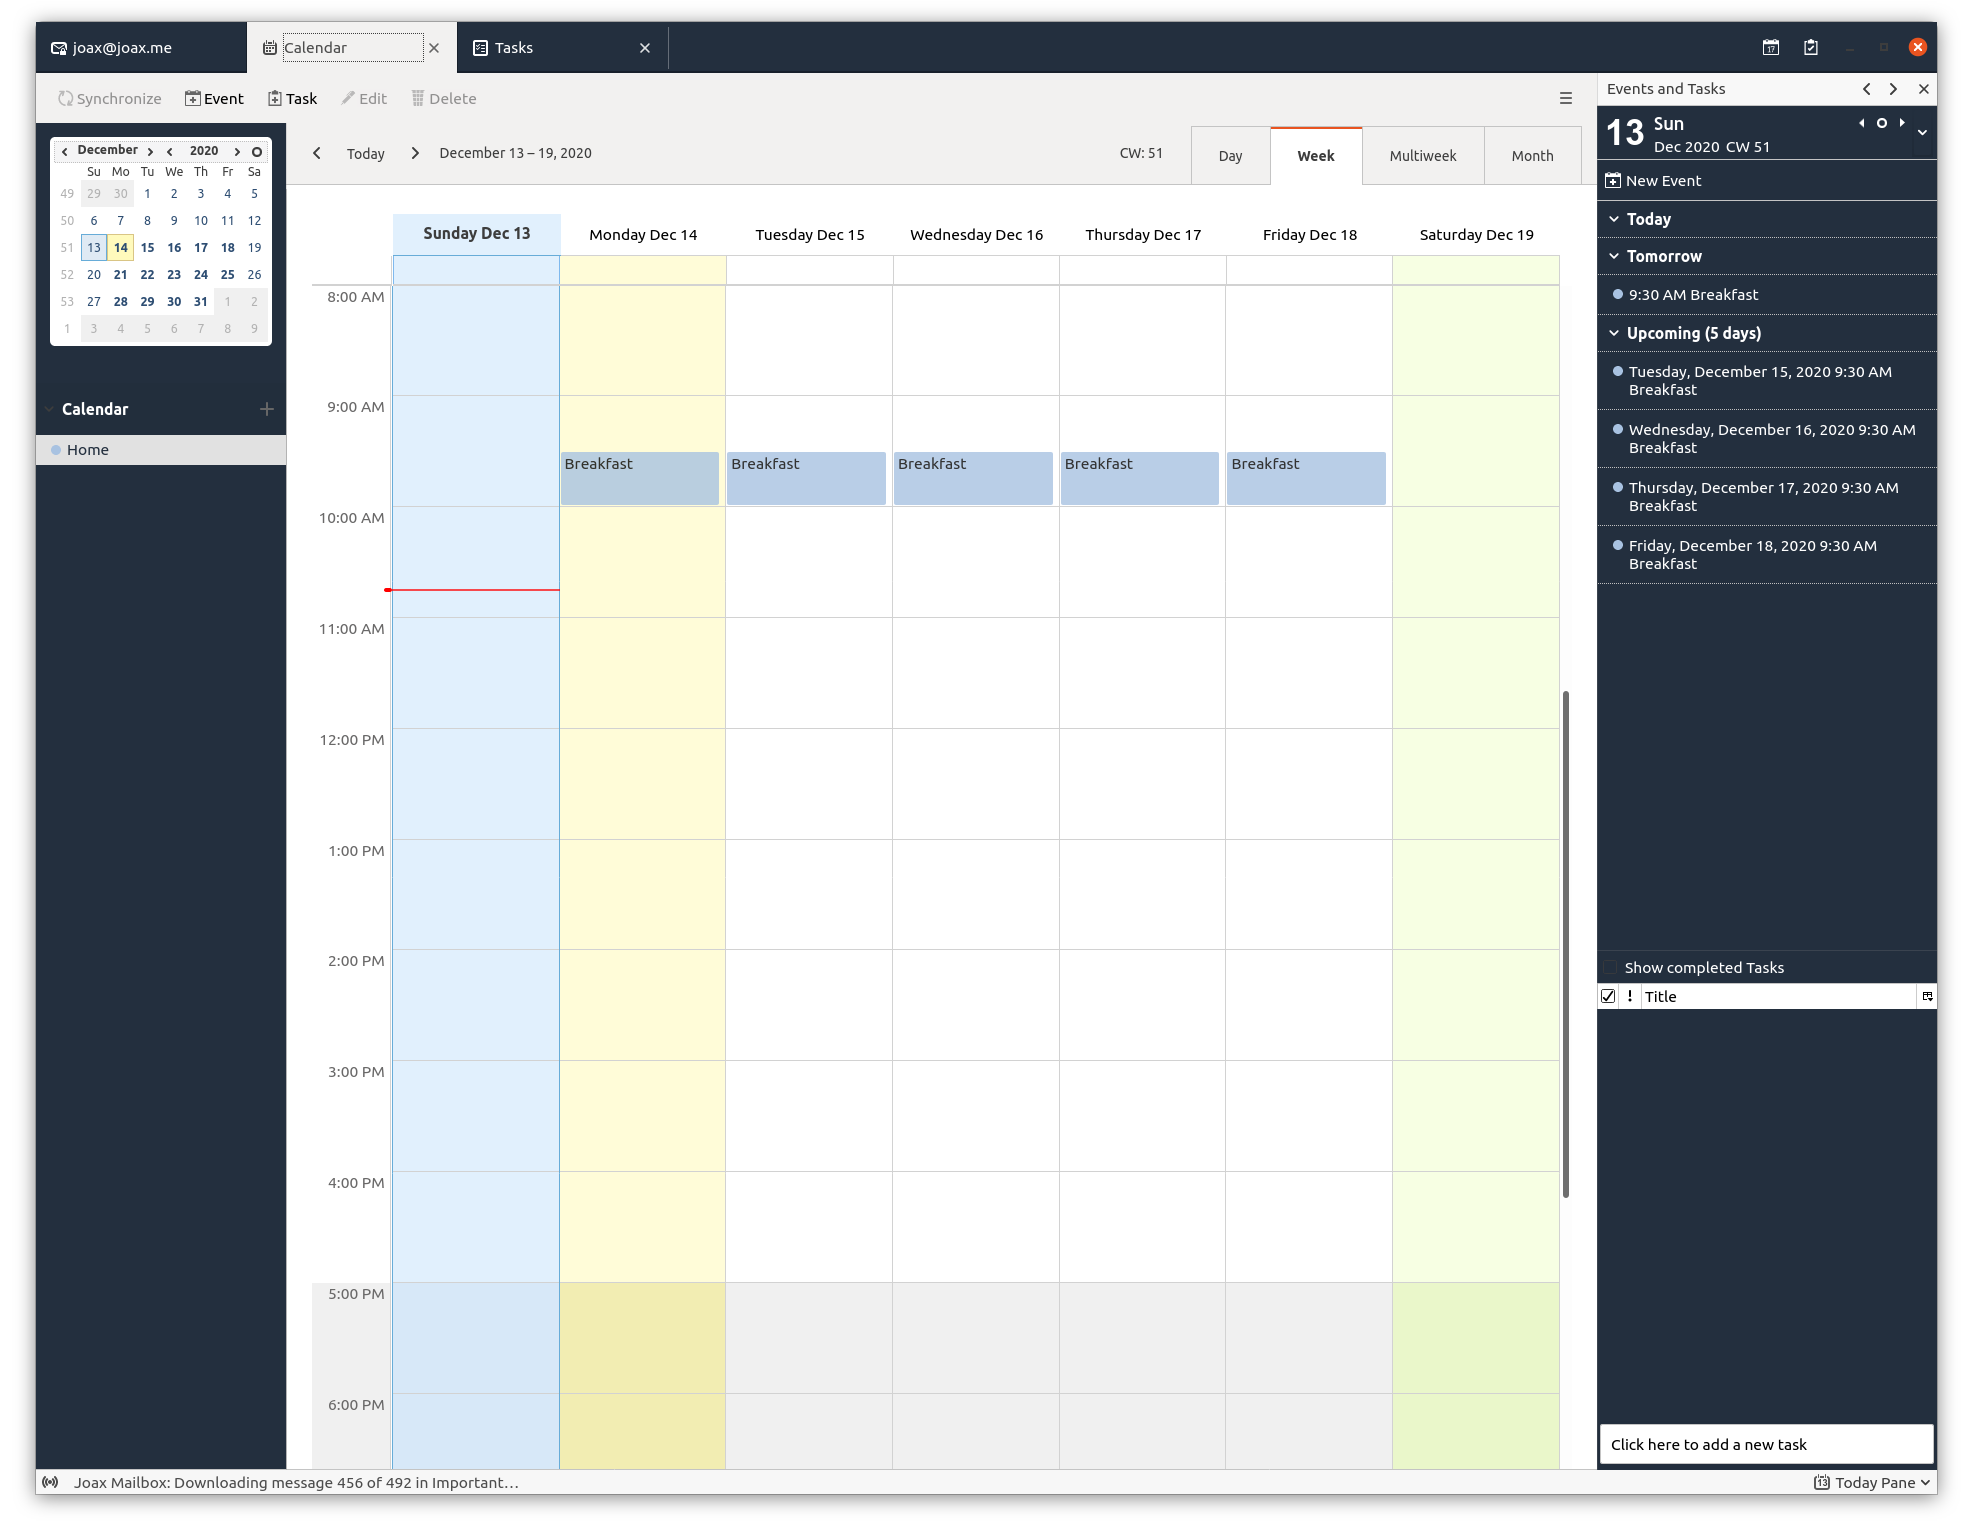 joax@joax.me
Calendar
Tasks
17
Synchronize
Event
Task
Edit
Delete
December
2020
Su Mo Tu We Th Fr Sa
49 29 30 1 2 3 4 5
50 6 7 8 9 10 11 12
51 13 14 15 16 17 18 19
52 20 21 22 23 24 25 26
53 27 28 29 30 31 1 2
1 3 4 5 6 7 8 9
Calendar
Home
Today
December 13 – 19, 2020
CW: 51
Day
Week
Multiweek
Month
Sunday Dec 13
Monday Dec 14
Tuesday Dec 15
Wednesday Dec 16
Thursday Dec 17
Friday Dec 18
Saturday Dec 19
8:00 AM
9:00 AM
Breakfast
Breakfast
Breakfast
Breakfast
Breakfast
10:00 AM
11:00 AM
12:00 PM
1:00 PM
2:00 PM
3:00 PM
4:00 PM
5:00 PM
6:00 PM
Events and Tasks
13
Sun
Dec 2020 CW 51
New Event
Today
Tomorrow
9:30 AM Breakfast
Upcoming (5 days)
Tuesday, December 15, 2020 9:30 AM
Breakfast
Wednesday, December 16, 2020 9:30 AM
Breakfast
Thursday, December 17, 2020 9:30 AM
Breakfast
Friday, December 18, 2020 9:30 AM
Breakfast
Show completed Tasks
! Title
Click here to add a new task
Joax Mailbox: Downloading message 456 of 492 in Important…
13 Today Pane